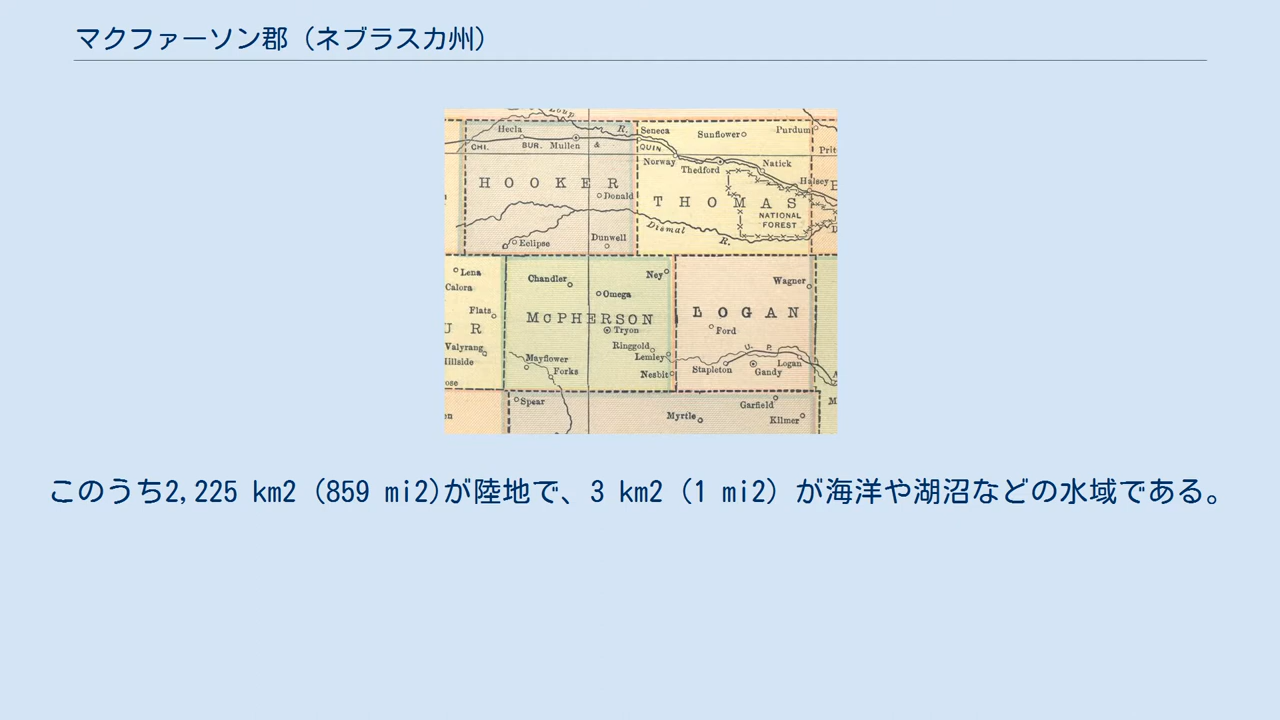 マクファーソン郡（ネブラスカ州）
Loup
Hecla
R.
Seneca
Sunflower
Purdum
CHI.
BUR.
Mullen
&
QUIN
Norway
Thedford
Natick
Halsey
HOOKER
Donald
THOMAS
NATIONAL
FOREST
Dismal
R.
Eclipse
Dunwell
Lena
Calora
Chandler
Ney
Omega
Wagner
Flats
McPHERSON
LOGAN
U R
Tryon
Ford
Valyrang
Ringgold
U. P.
Mayflower
Lemley
Logan
Forks
Nesbit
Stapleton
Gandy
Spear
Garfield
Myrtle
Kilmer
このうち2,225 km2（859 mi2)が陸地で、3 km2（1 mi2）が海洋や湖沼などの水域である。